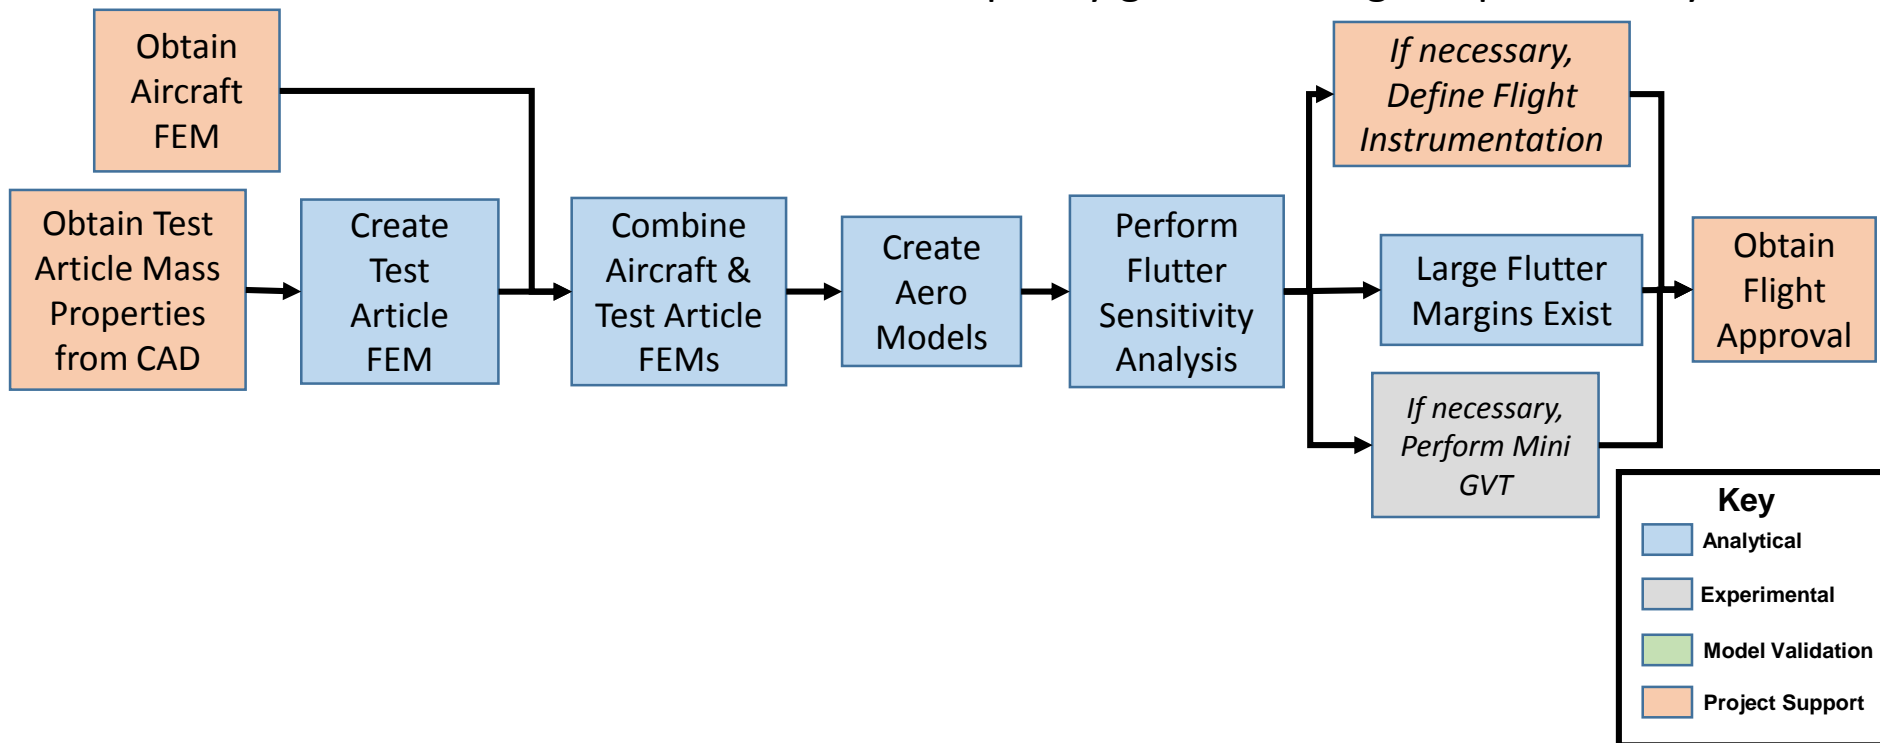 Obtain
Aircraft
FEM
Obtain Test
Article Mass
Properties
from CAD
Create
Test
Article
FEM
Combine
Aircraft &
Test Article
FEMs
Create
Aero
Models
Perform
Flutter
Sensitivity
Analysis
If necessary,
Define Flight
Instrumentation
Large Flutter
Margins Exist
If necessary,
Perform Mini
GVT
Obtain
Flight
Approval
Key
Analytical
Experimental
Model Validation
Project Support